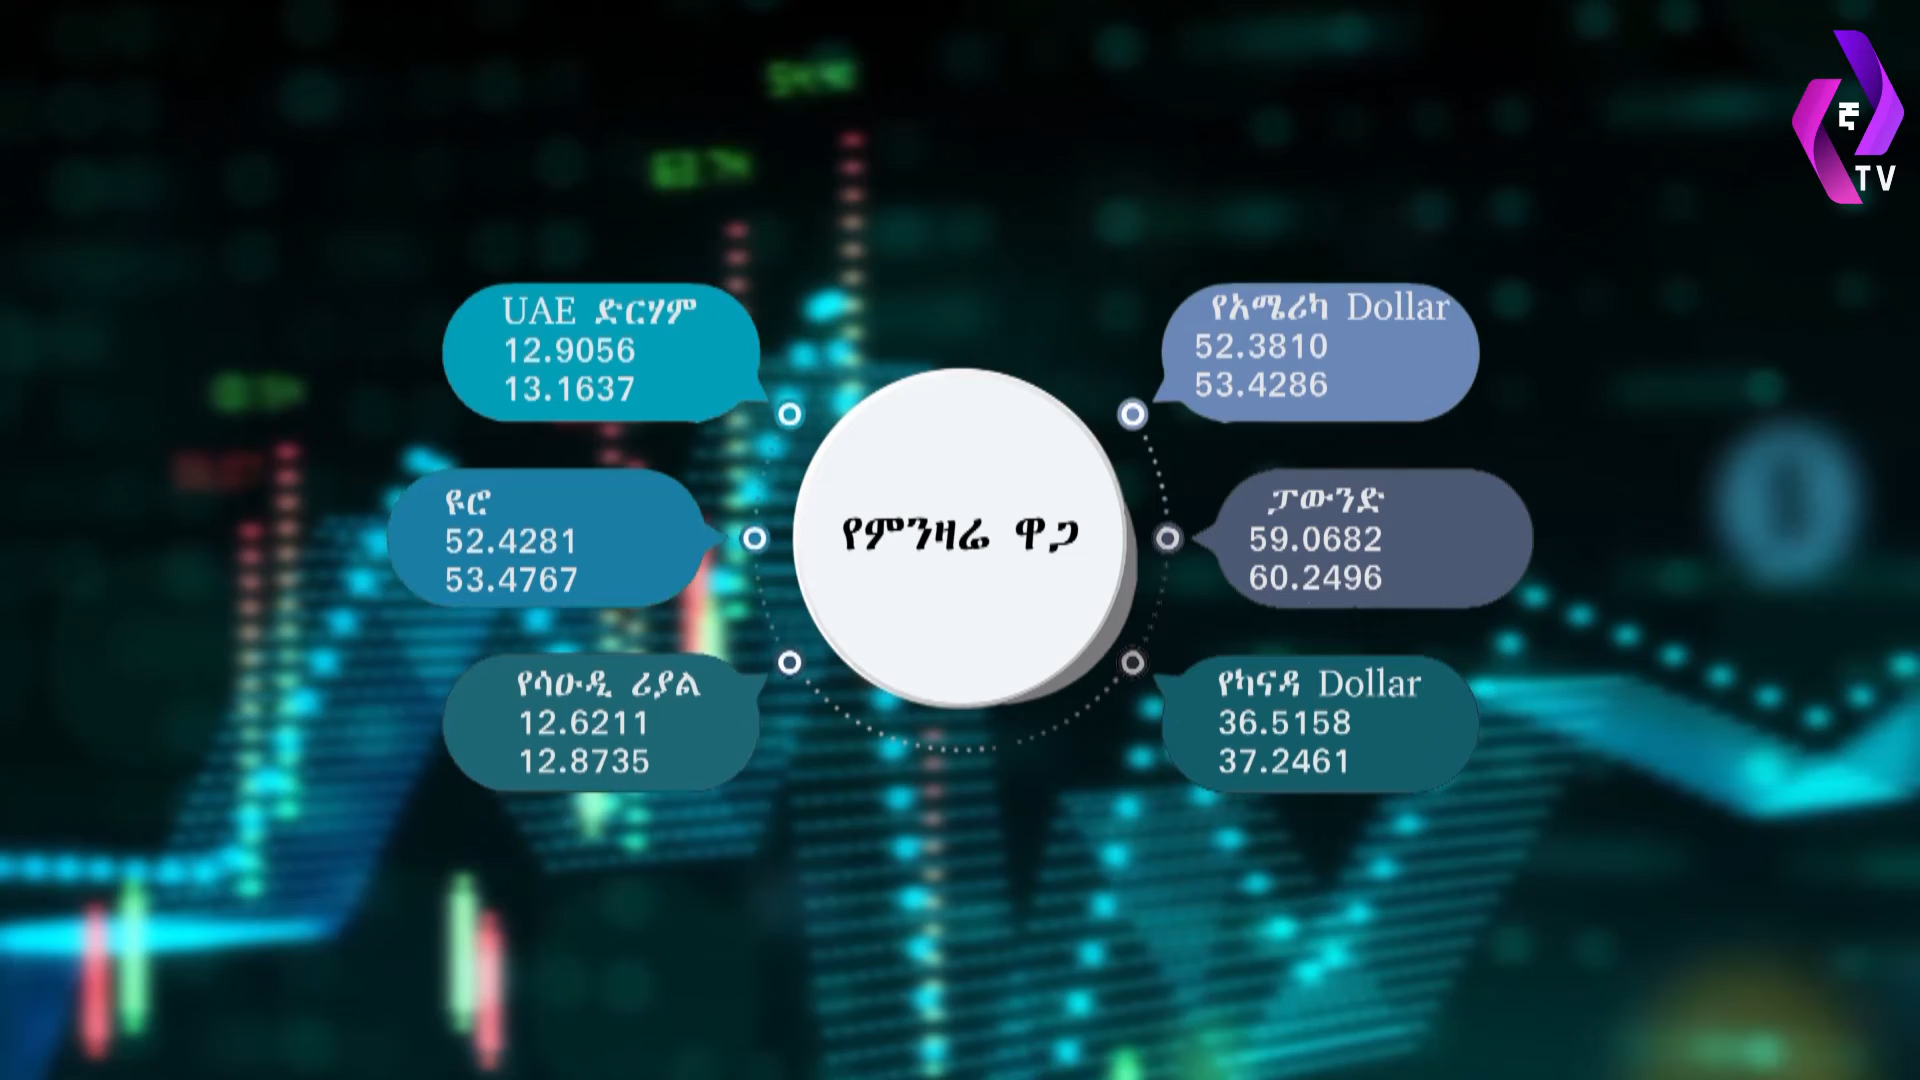 ኛ
TV
UAE ድርሃም
12.9056
13.1637
የአሜሪካ Dollar
52.3810
53.4286
ዩሮ
52.4281
53.4767
የምንዛሬ ዋጋ
ፓውንድ
59.0682
60.2496
የሳዑዲ ሪያል
12.6211
12.8735
የካናዳ Dollar
36.5158
37.2461